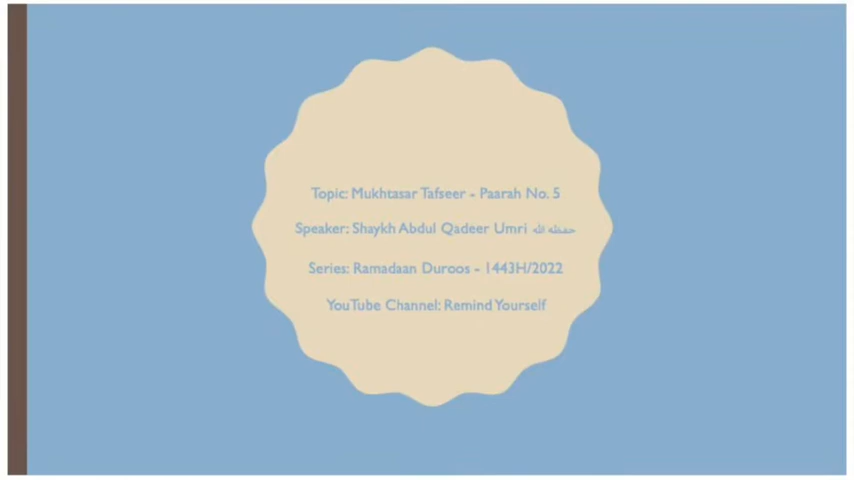 Topic: Mukhtasar Tafseer - Paarah No. 5
Speaker: Shaykh Abdul Qadeer Umri حفظه الله
Series: Ramadaan Duroos - 1443H/2022
YouTube Channel: Remind Yourself